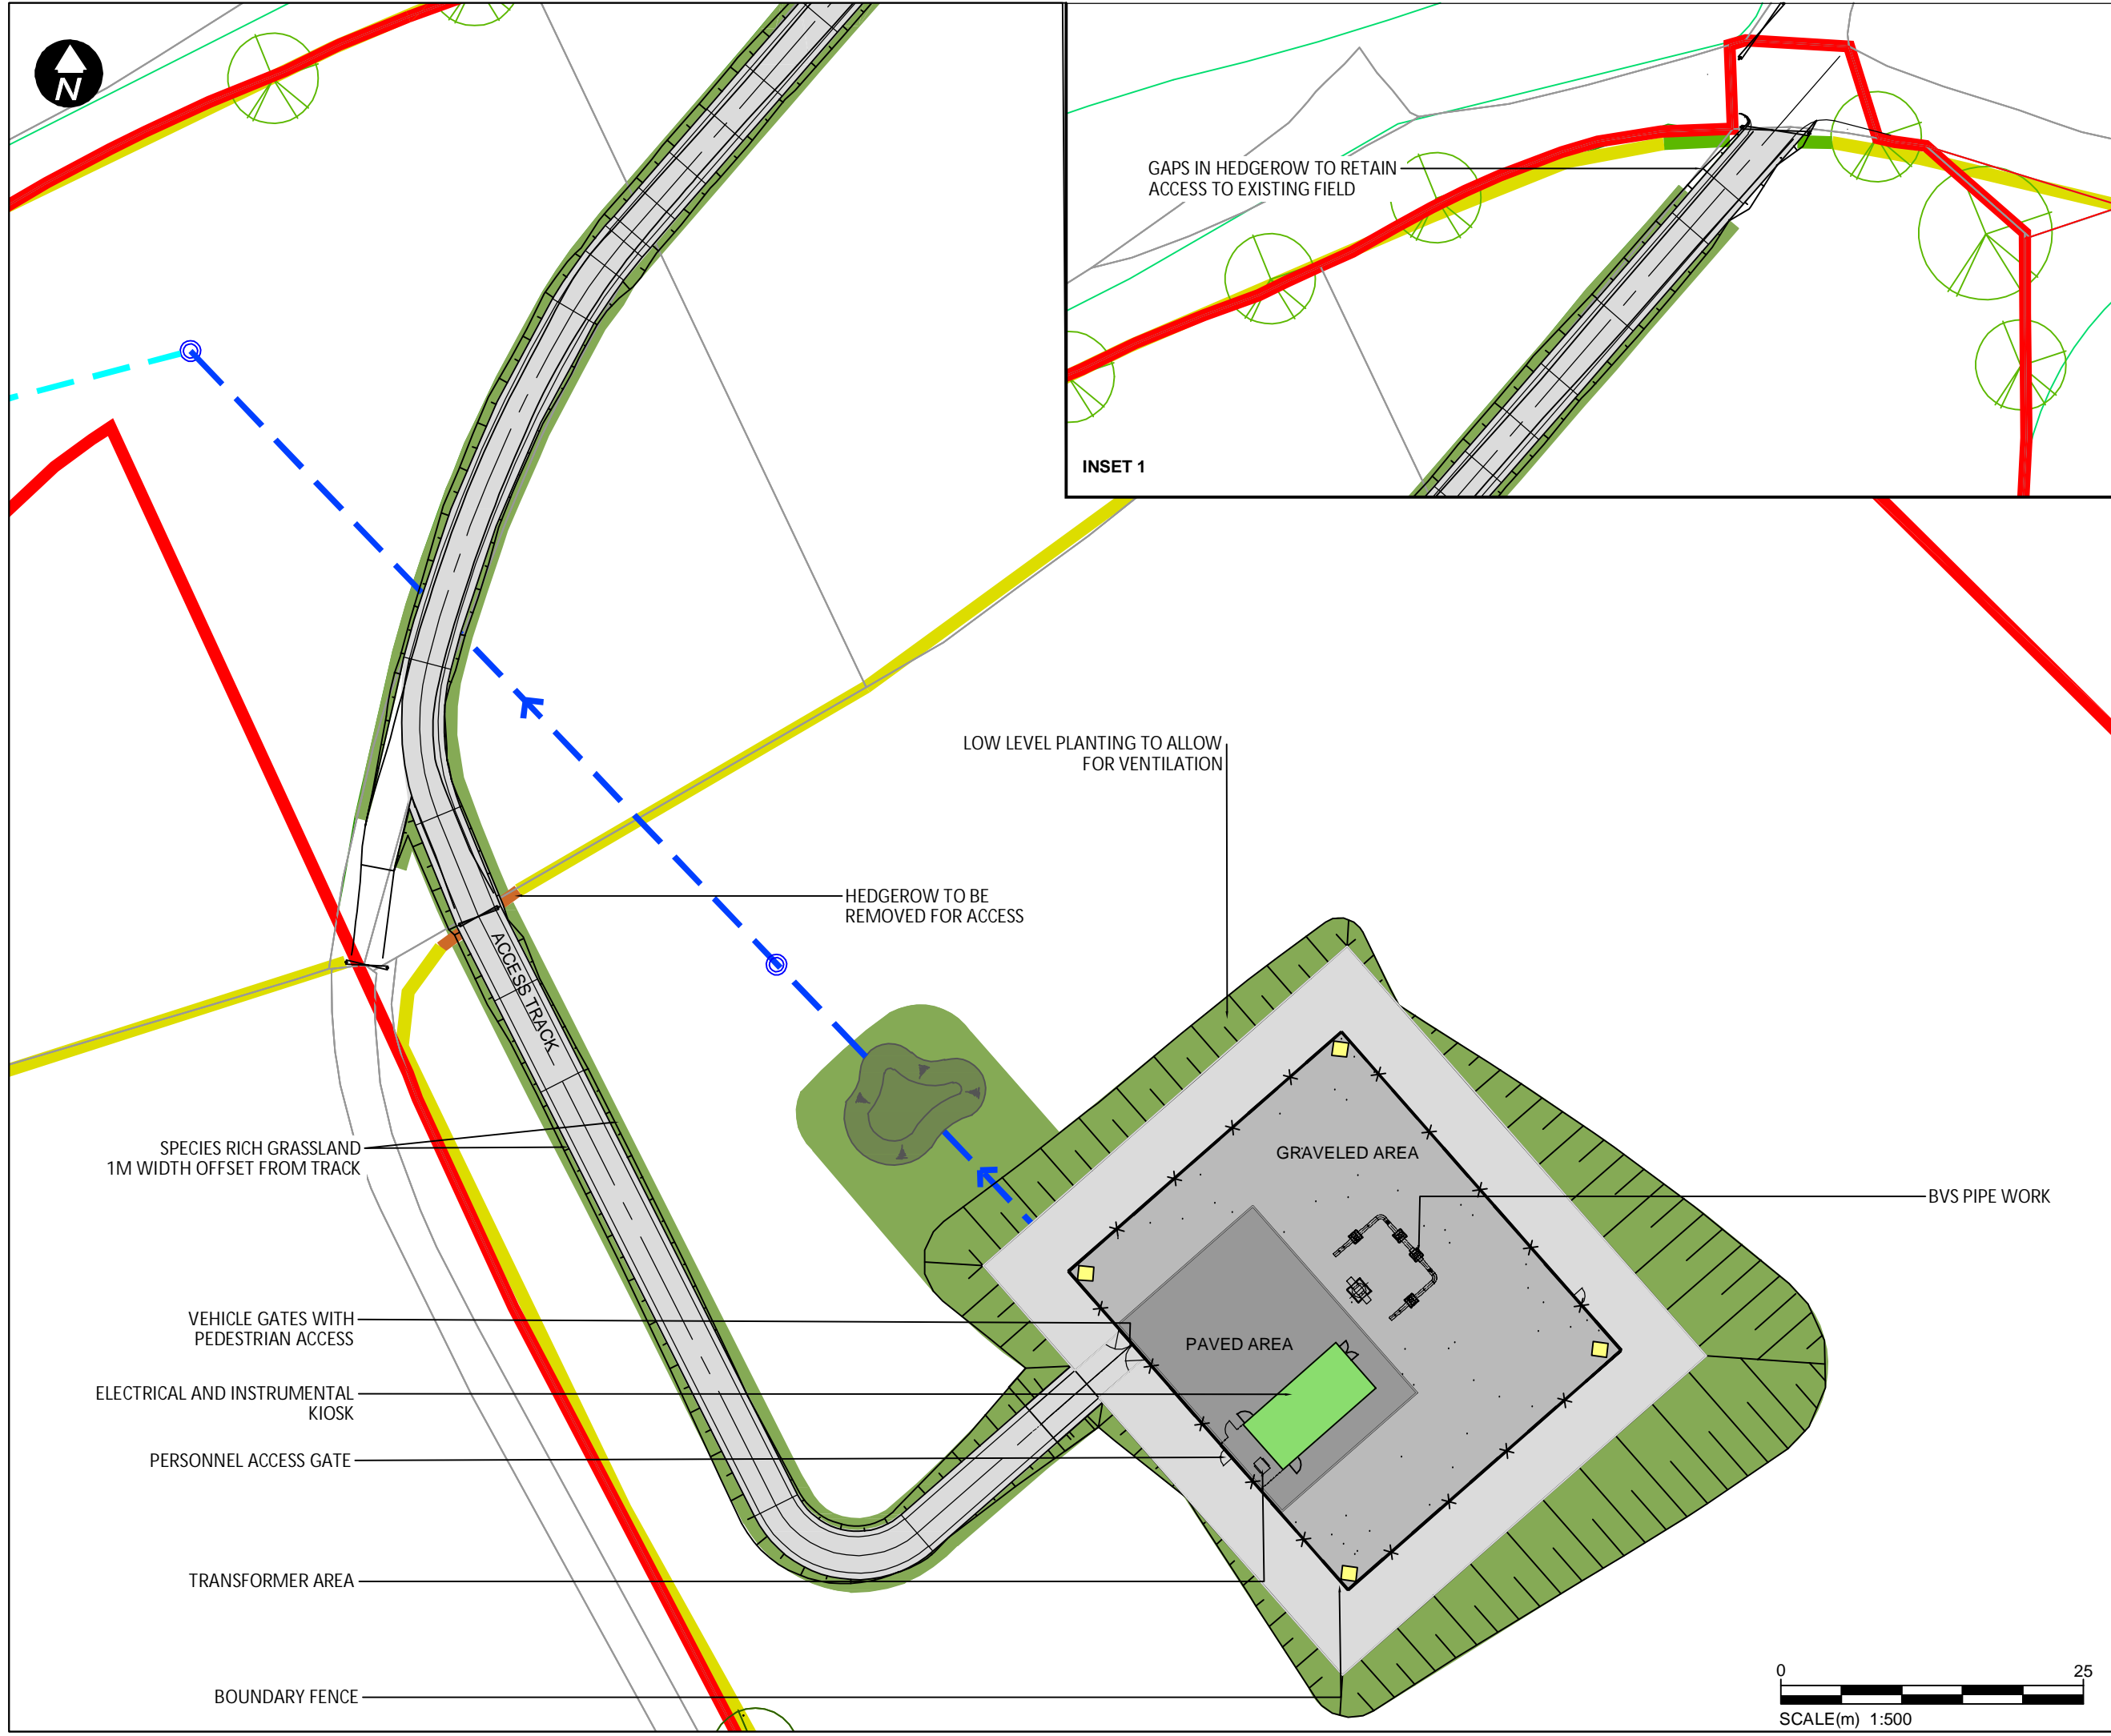 N
GAPS IN HEDGEROW TO RETAIN
ACCESS TO EXISTING FIELD
INSET 1
LOW LEVEL PLANTING TO ALLOW
FOR VENTILATION
HEDGEROW TO BE
REMOVED FOR ACCESS
ACCESS TRACK
SPECIES RICH GRASSLAND
1M WIDTH OFFSET FROM TRACK
GRAVELED AREA
BVS PIPE WORK
VEHICLE GATES WITH
PEDESTRIAN ACCESS
PAVED AREA
ELECTRICAL AND INSTRUMENTAL
KIOSK
PERSONNEL ACCESS GATE
TRANSFORMER AREA
BOUNDARY FENCE
0 25
SCALE(m) 1:500